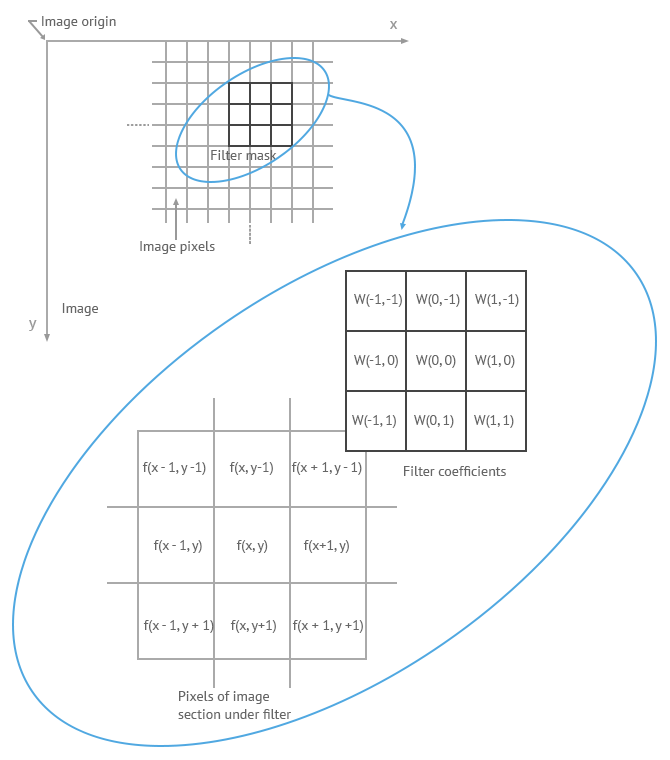 Image origin
x
Filter mask
Image pixels
Image
y
W(-1,-1) W(0,-1) W(1,-1)
W(-1, 0) W(0, 0) W(1, 0)
W(-1, 1) W(0, 1) W(1, 1)
Filter coefficients
f(x - 1, y -1) f(x, y-1) f(x + 1, y - 1)
f(x - 1, y) f(x, y) f(x+1, y)
f(x - 1, y + 1) f(x, y+1) f(x + 1, y +1)
Pixels of image
section under filter